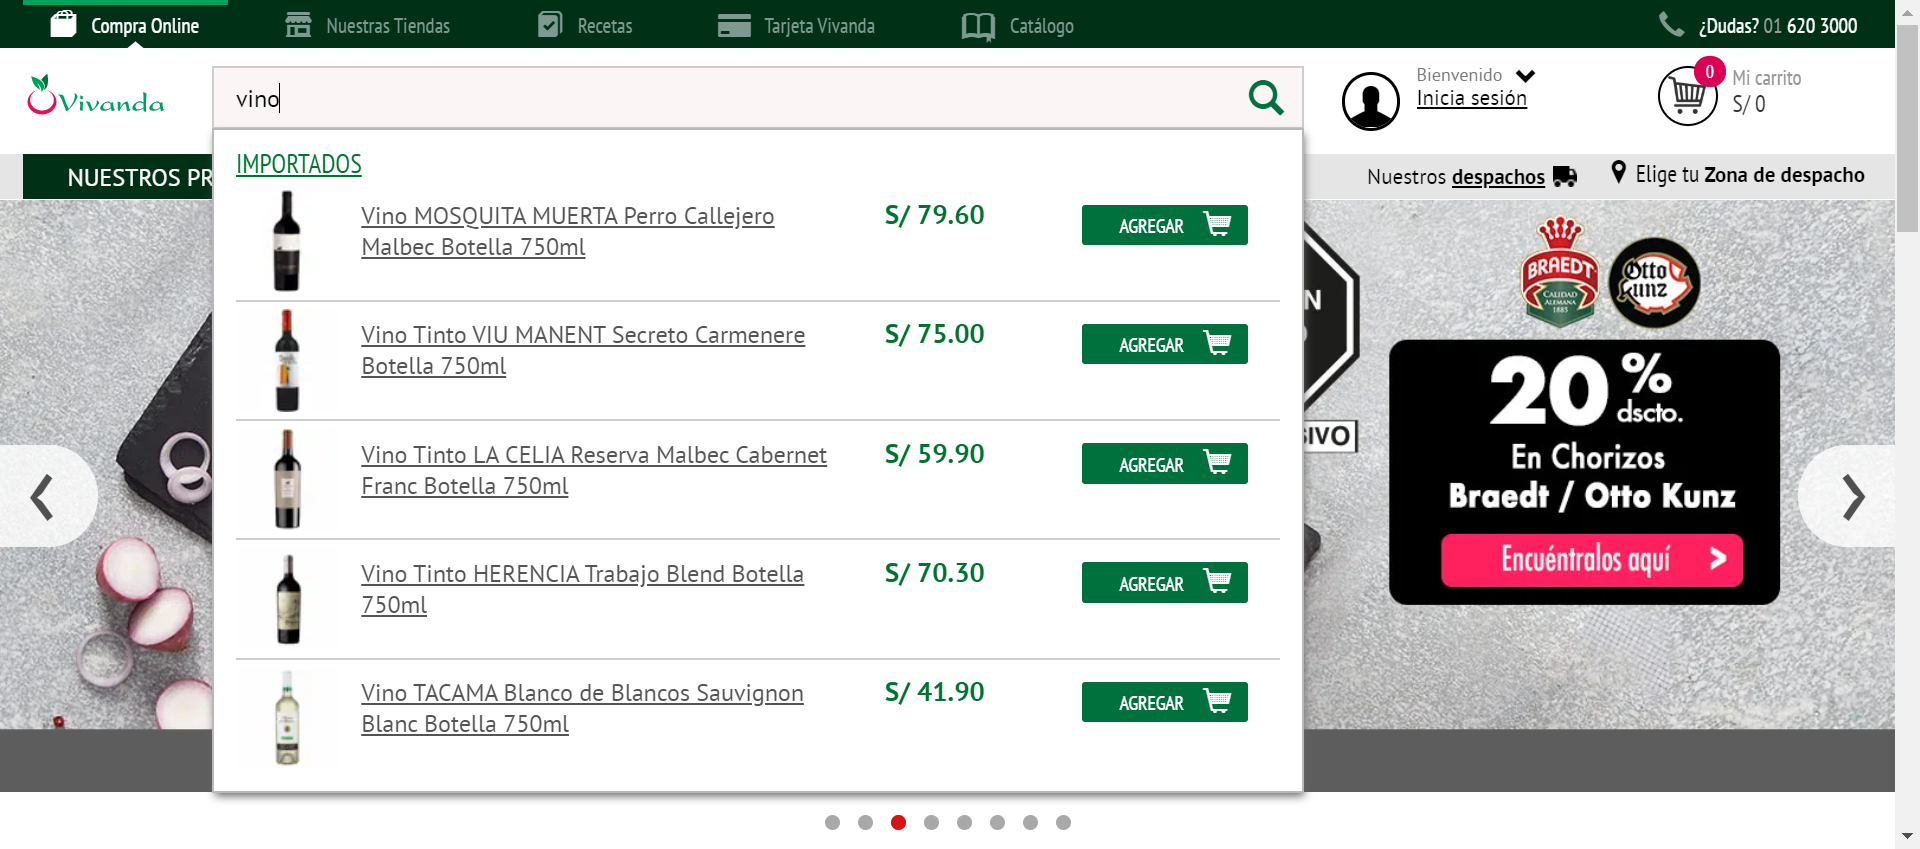 Compra Online
Nuestras Tiendas
Recetas
Tarjeta Vivanda
Catálogo
¿Dudas? 01 620 3000
Vivanda
vino
Bienvenido
Inicia sesión
0
Mi carrito
S/ 0
NUESTROS PR
Nuestros despachos
Elige tu Zona de despacho
IMPORTADOS
Vino MOSQUITA MUERTA Perro Callejero
Malbec Botella 750ml
S/ 79.60
AGREGAR
Vino Tinto VIU MANENT Secreto Carmenere
Botella 750ml
S/ 75.00
AGREGAR
Vino Tinto LA CELIA Reserva Malbec Cabernet
Franc Botella 750ml
S/ 59.90
AGREGAR
Vino Tinto HERENCIA Trabajo Blend Botella
750ml
S/ 70.30
AGREGAR
Vino TACAMA Blanco de Blancos Sauvignon
Blanc Botella 750ml
S/ 41.90
AGREGAR
BRAEDT
CALIDAD
ALEMANA
1885
Otto
Kunz
20% dscto.
En Chorizos
Braedt / Otto Kunz
Encuéntralos aquí >